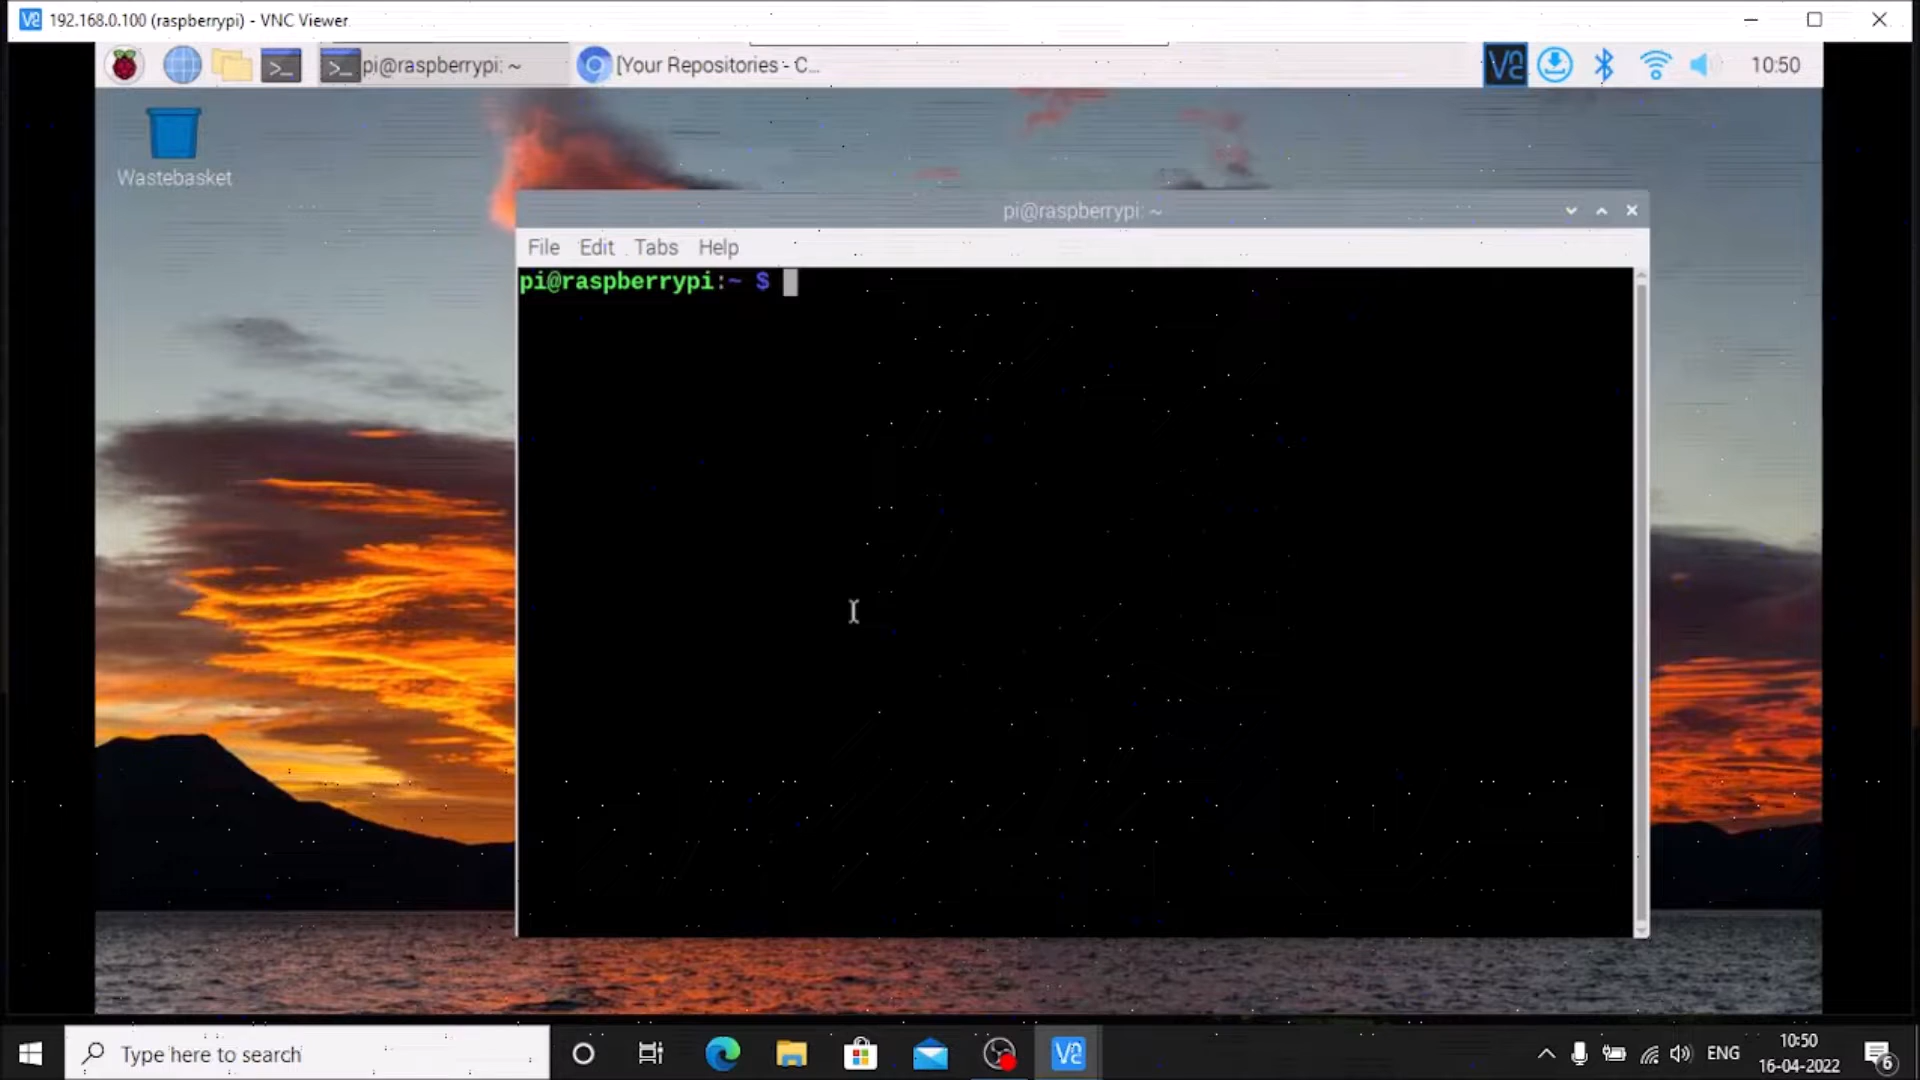 192.168.0.100 (raspberrypi) - VNC Viewer
pi@raspberrypi: ~
[Your Repositories - C...
10:50
Wastebasket
pi@raspberrypi: ~
File Edit Tabs Help
pi@raspberrypi:~ $
Type here to search
ENG
10:50
16-04-2022
6